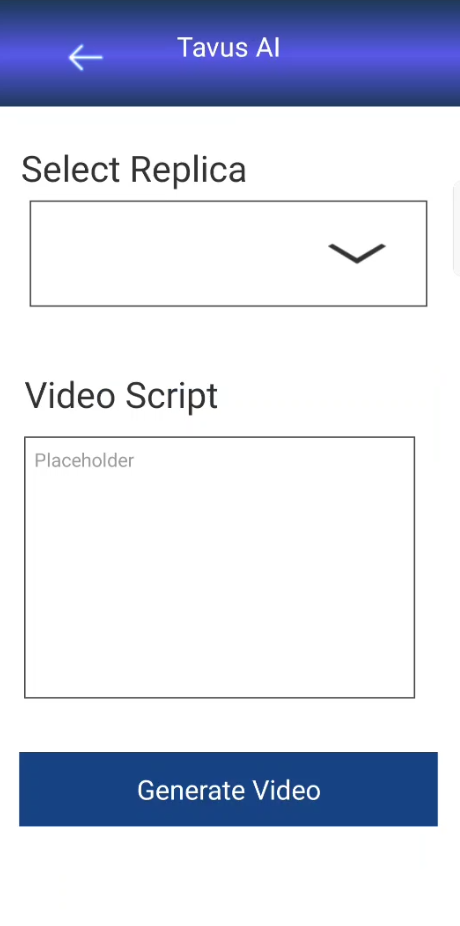 Tavus AI
Select Replica
Video Script
Placeholder
Generate Video